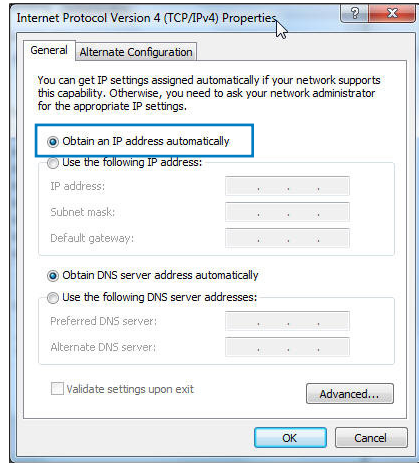 Internet Protocol Version 4 (TCP/IPv4) Properties
?
General
Alternate Configuration
You can get IP settings assigned automatically if your network supports
this capability. Otherwise, you need to ask your network administrator
for the appropriate IP settings.
Obtain an IP address automatically
Use the following IP address:
IP address:
Subnet mask:
Default gateway:
Obtain DNS server address automatically
Use the following DNS server addresses:
Preferred DNS server:
Alternate DNS server:
Validate settings upon exit
Advanced...
OK
Cancel